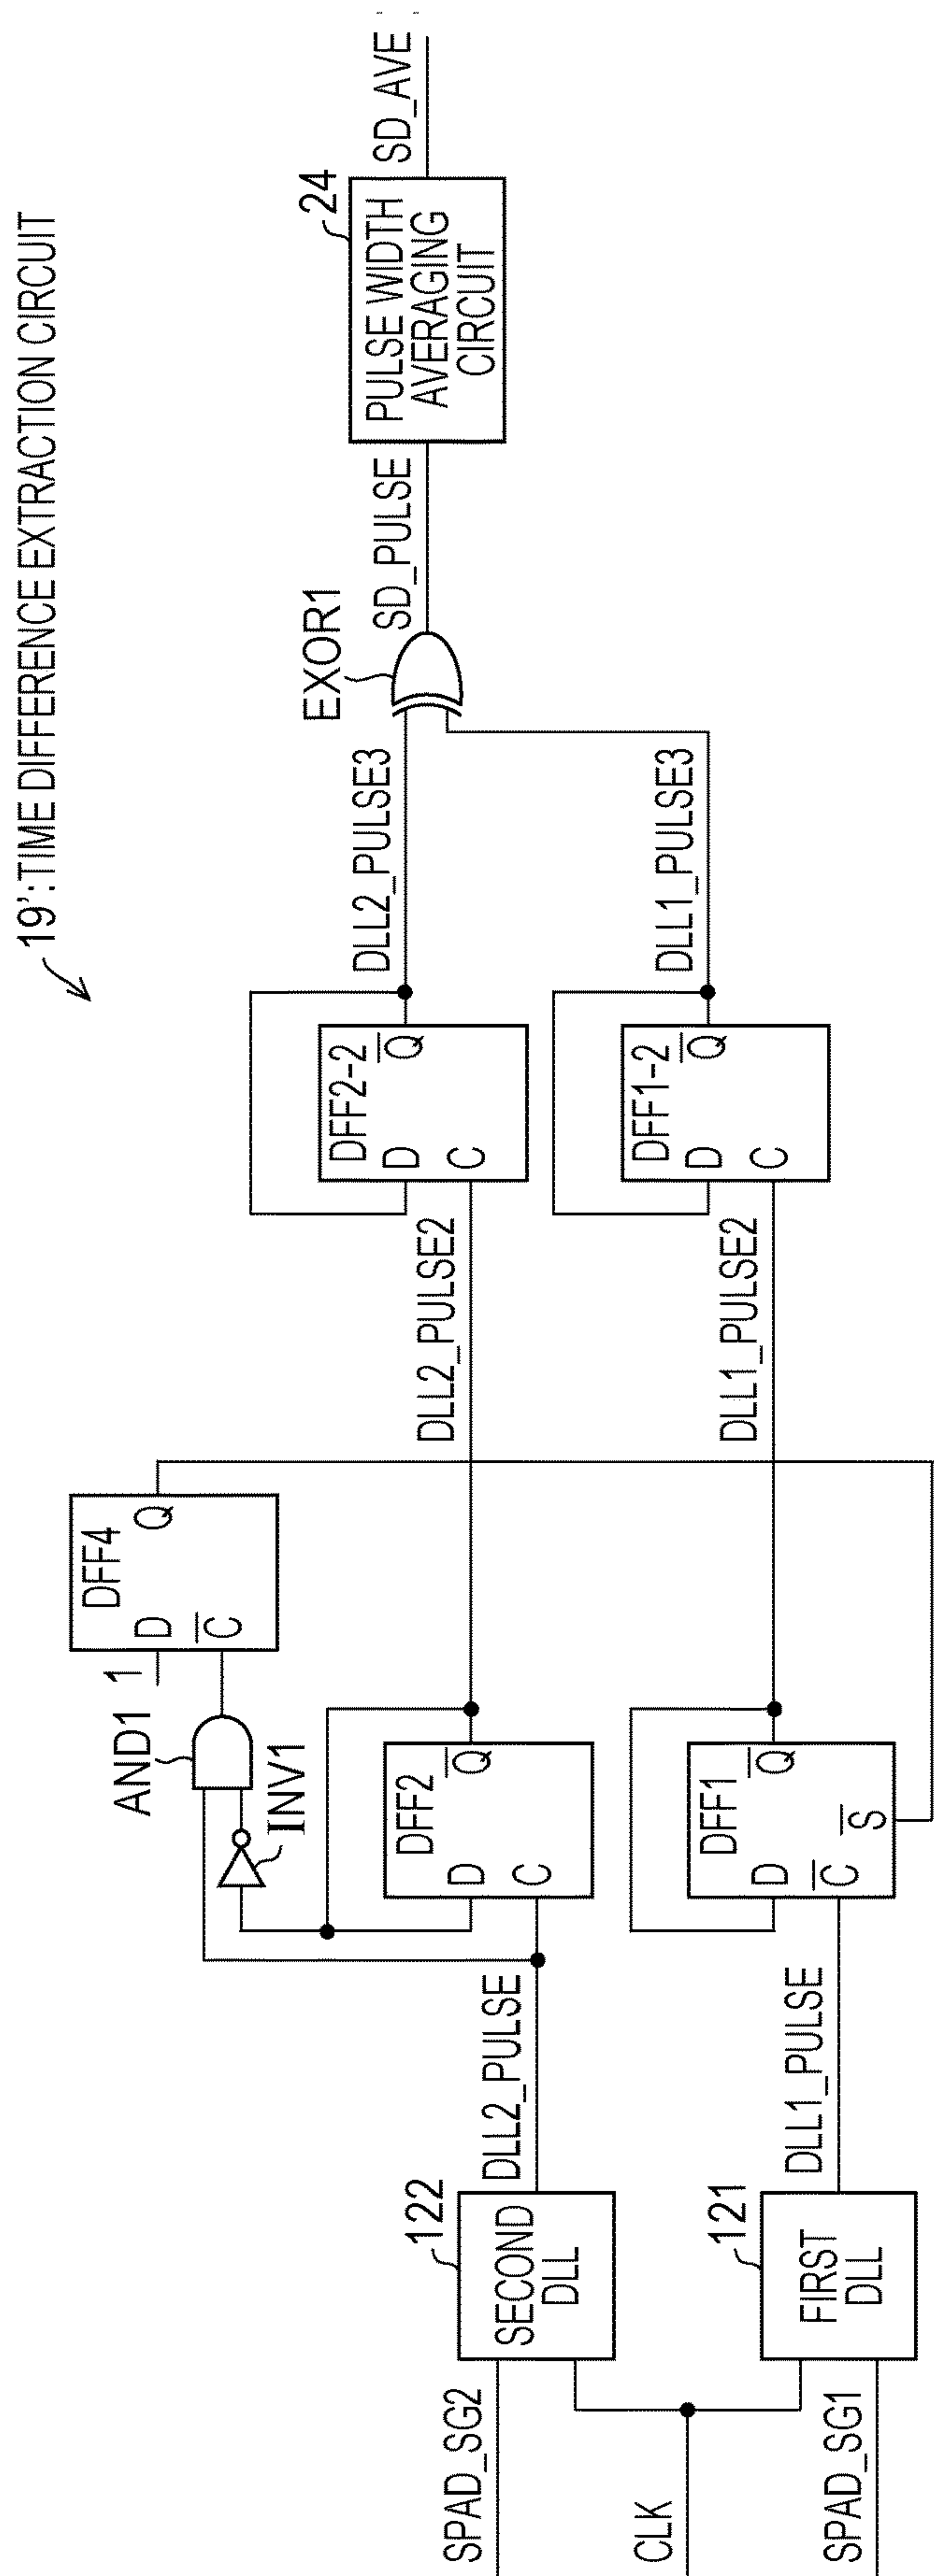 19': TIME DIFFERENCE EXTRACTION CIRCUIT
SPAD_SG2
CLK
SPAD_SG1
122
SECOND
DLL
121
FIRST
DLL
DLL2_PULSE
DLL1_PULSE
AND1
INV1
1
DFF4
D
C
Q
DFF2
D
C
Q
DFF1
D
C
S
Q
DLL2_PULSE2
DLL1_PULSE2
DFF2-2
D
C
Q
DFF1-2
D
C
Q
DLL2_PULSE3
DLL1_PULSE3
EXOR1
SD_PULSE
24
PULSE WIDTH
AVERAGING
CIRCUIT
SD_AVE